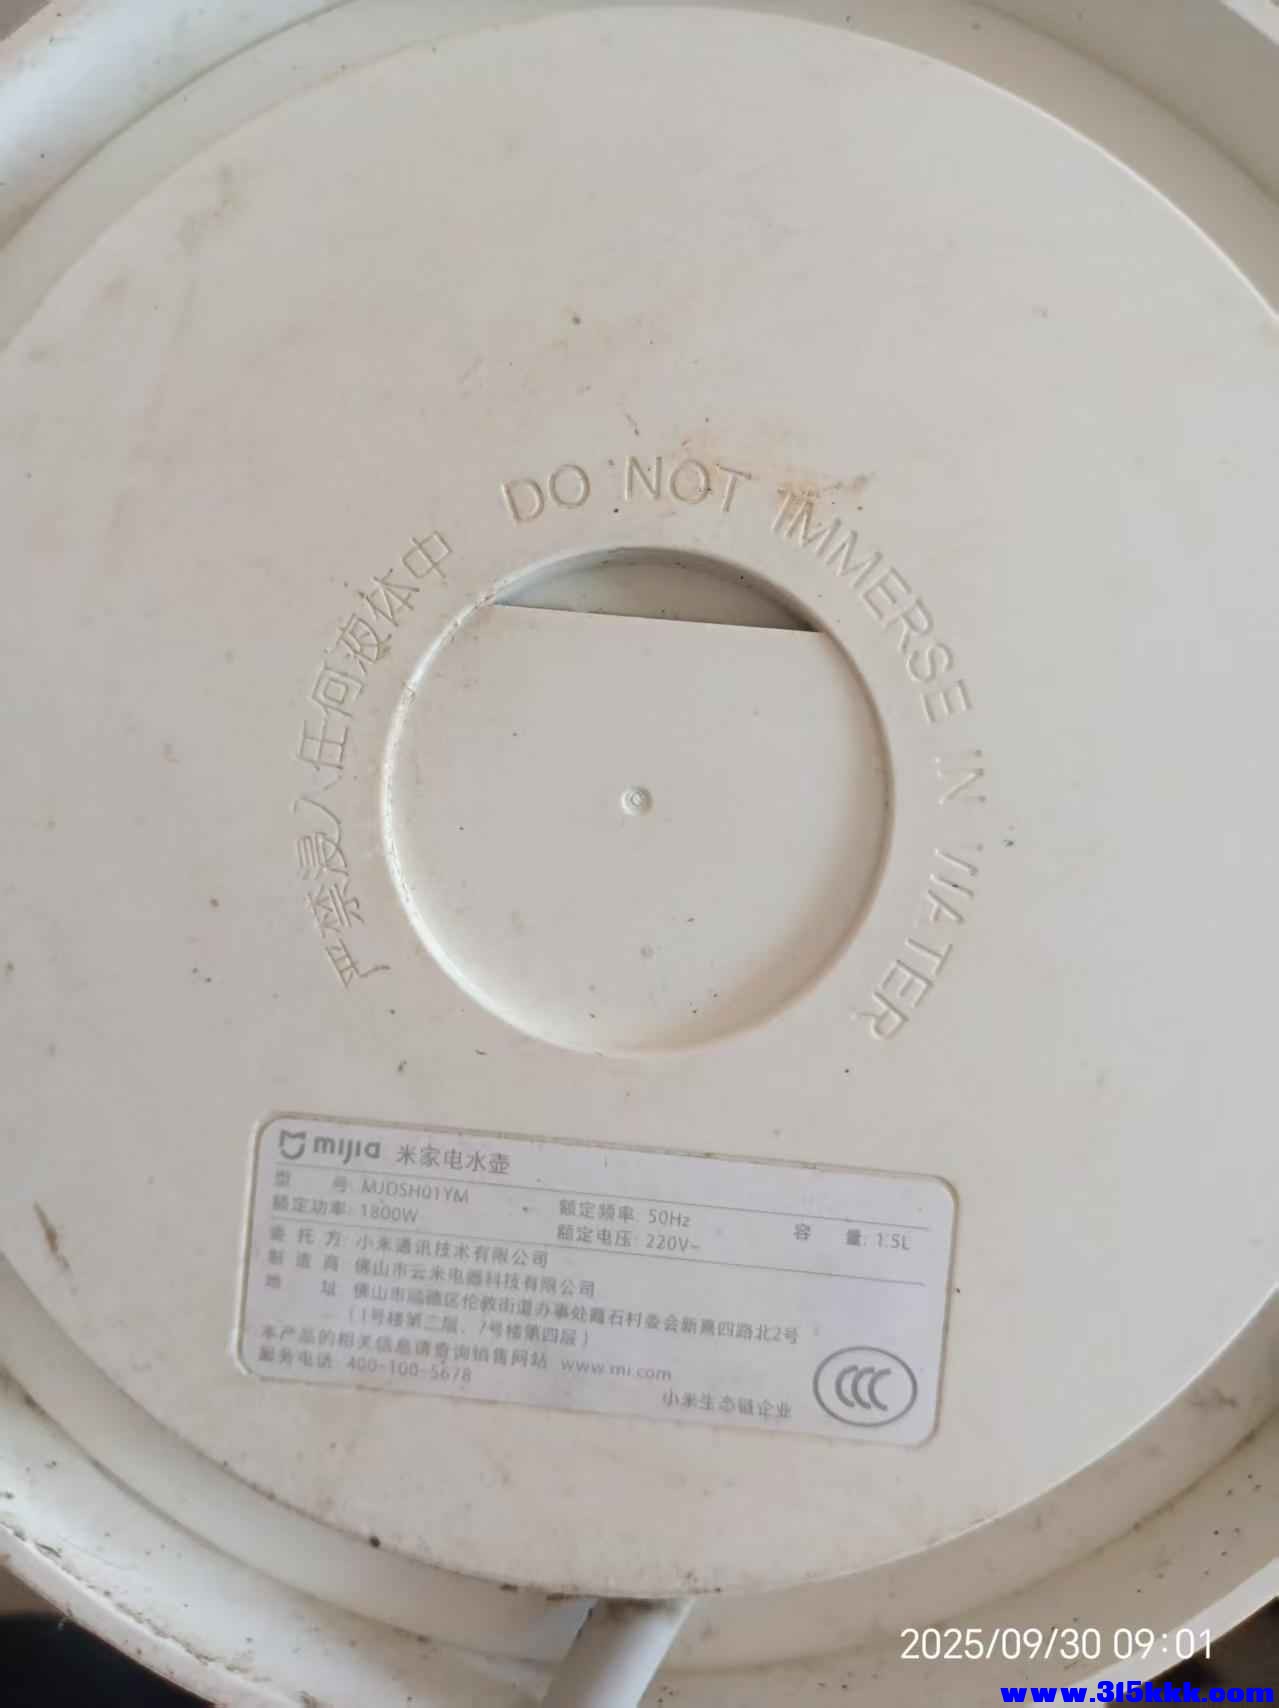 DO NOT IMMERSE IN WATER
严禁浸入任何液体中
mijia 米家电水壶
型 号: MJDSH01YM 额定频率: 50Hz 容 量: 1.5L
额定功率: 1800W 额定电压: 220V~
委 托 方: 小米通讯技术有限公司
制 造 商: 佛山市云米电器科技有限公司
地 址: 佛山市顺德区伦教街道办事处霞石村委会新熹四路北2号
(1号楼第二层、7号楼第四层)
本产品的相关信息请查询销售网站 www.mi.com
服务电话: 400-100-5678
小米生态链企业
CCC
2025/09/30 09:01
www.315kkk.com